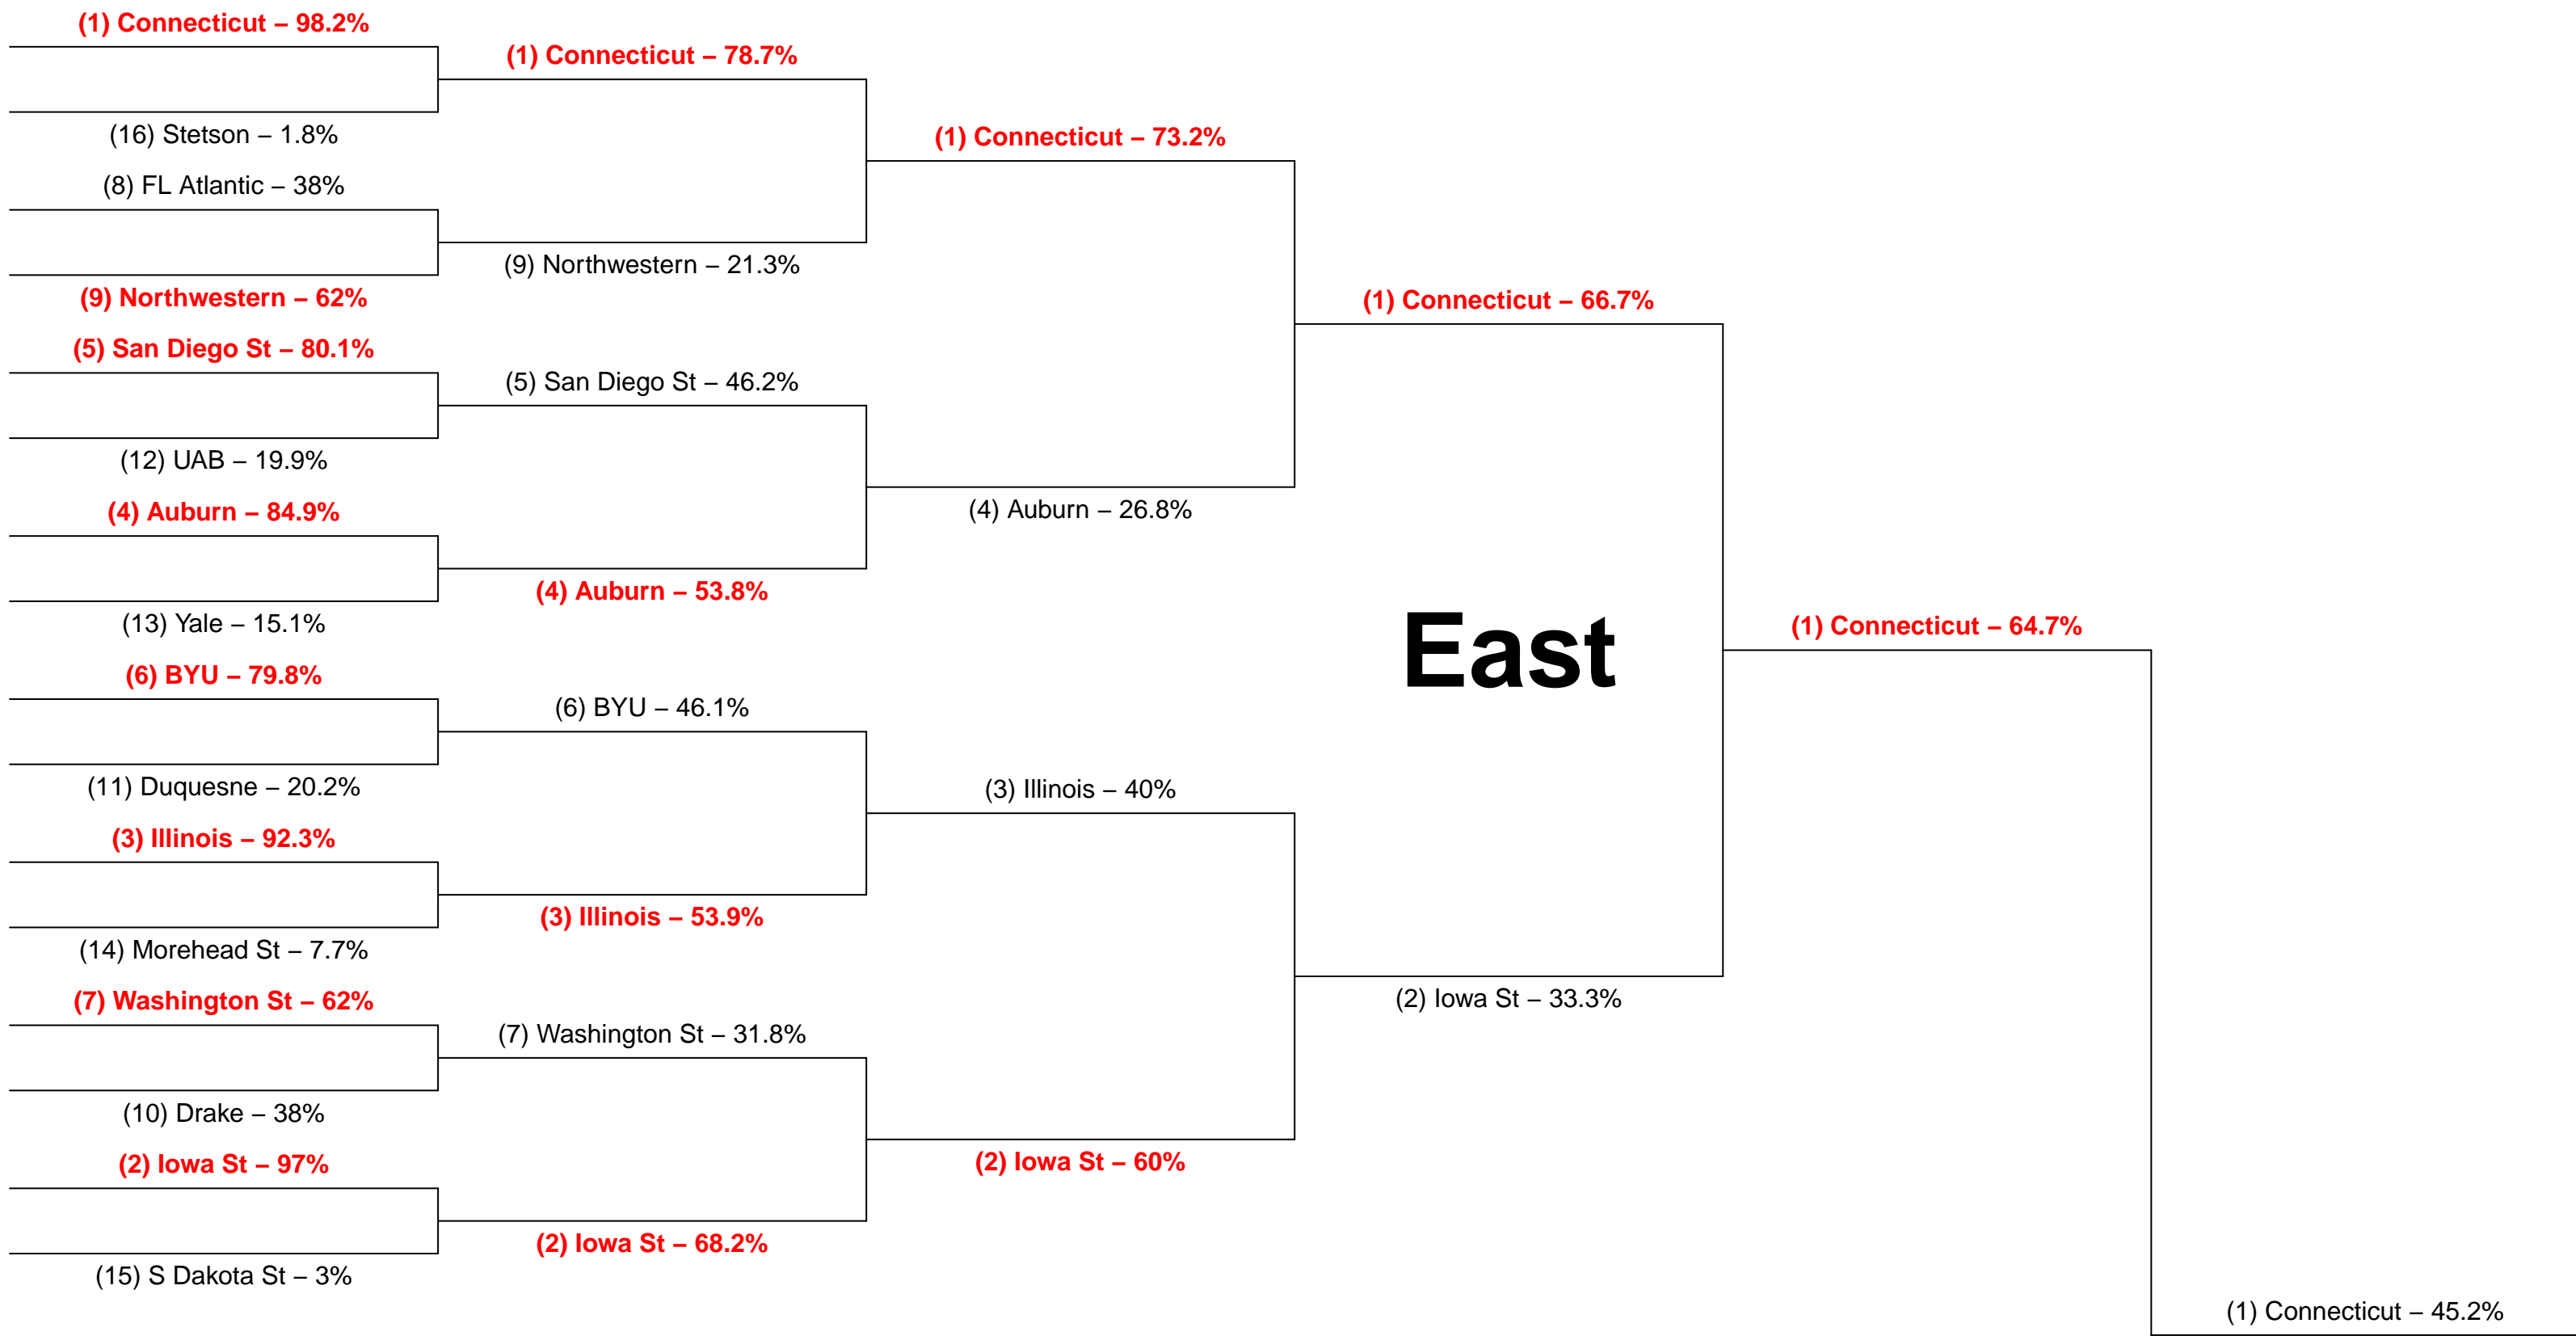 (1) Connecticut – 98.2%
(16) Stetson – 1.8%
(8) FL Atlantic – 38%
(9) Northwestern – 62%
(5) San Diego St – 80.1%
(12) UAB – 19.9%
(4) Auburn – 84.9%
(13) Yale – 15.1%
(6) BYU – 79.8%
(11) Duquesne – 20.2%
(3) Illinois – 92.3%
(14) Morehead St – 7.7%
(7) Washington St – 62%
(10) Drake – 38%
(2) Iowa St – 97%
(15) S Dakota St – 3%
(1) Connecticut – 78.7%
(9) Northwestern – 21.3%
(5) San Diego St – 46.2%
(4) Auburn – 53.8%
(6) BYU – 46.1%
(3) Illinois – 53.9%
(7) Washington St – 31.8%
(2) Iowa St – 68.2%
(1) Connecticut – 73.2%
(4) Auburn – 26.8%
(3) Illinois – 40%
(2) Iowa St – 60%
(1) Connecticut – 66.7%
East
(2) Iowa St – 33.3%
(1) Connecticut – 64.7%
(1) Connecticut – 45.2%